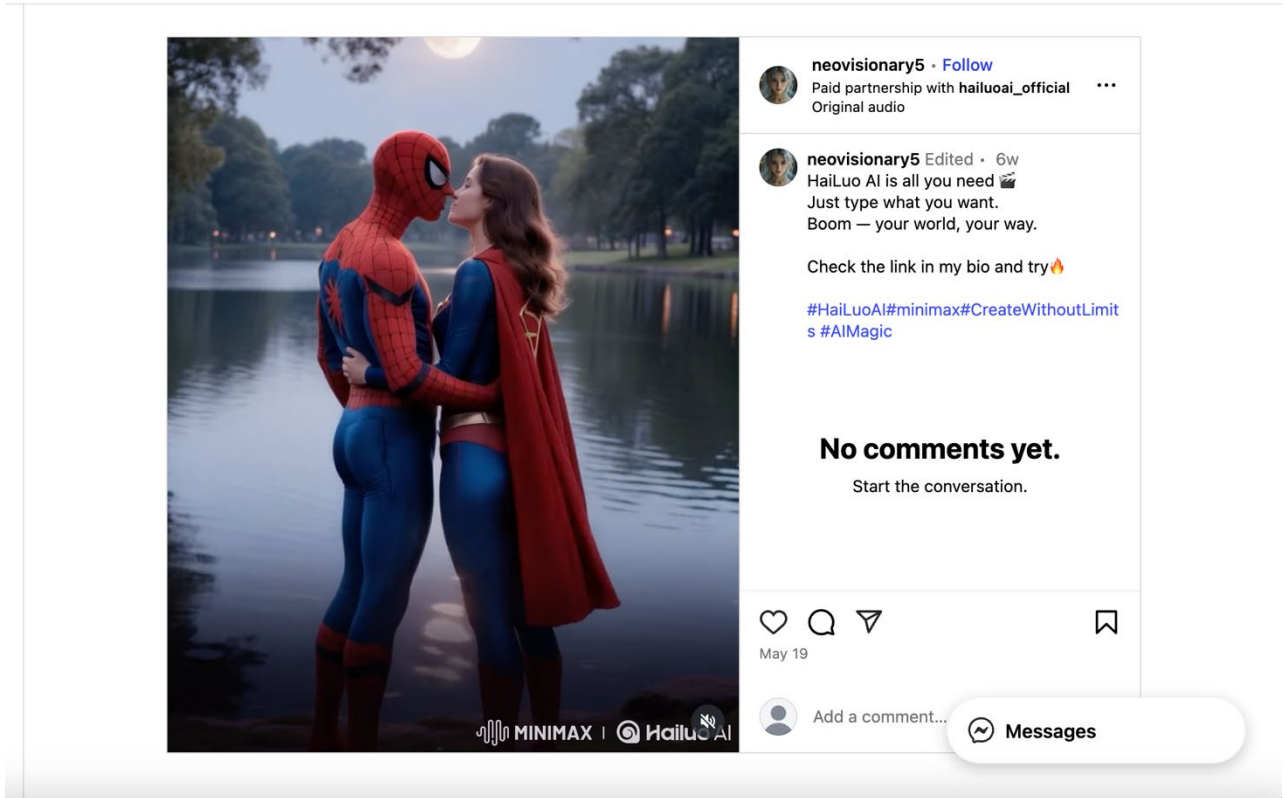 neovisionary5 • Follow
Paid partnership with hailuoai_official
Original audio
neovisionary5 Edited • 6w
HaiLuo AI is all you need 🎬
Just type what you want.
Boom — your world, your way.
Check the link in my bio and try🔥
#HaiLuoAI#minimax#CreateWithoutLimit
s #AIMagic
No comments yet.
Start the conversation.
May 19
Add a comment...
Messages
MINIMAX | Hailuo AI